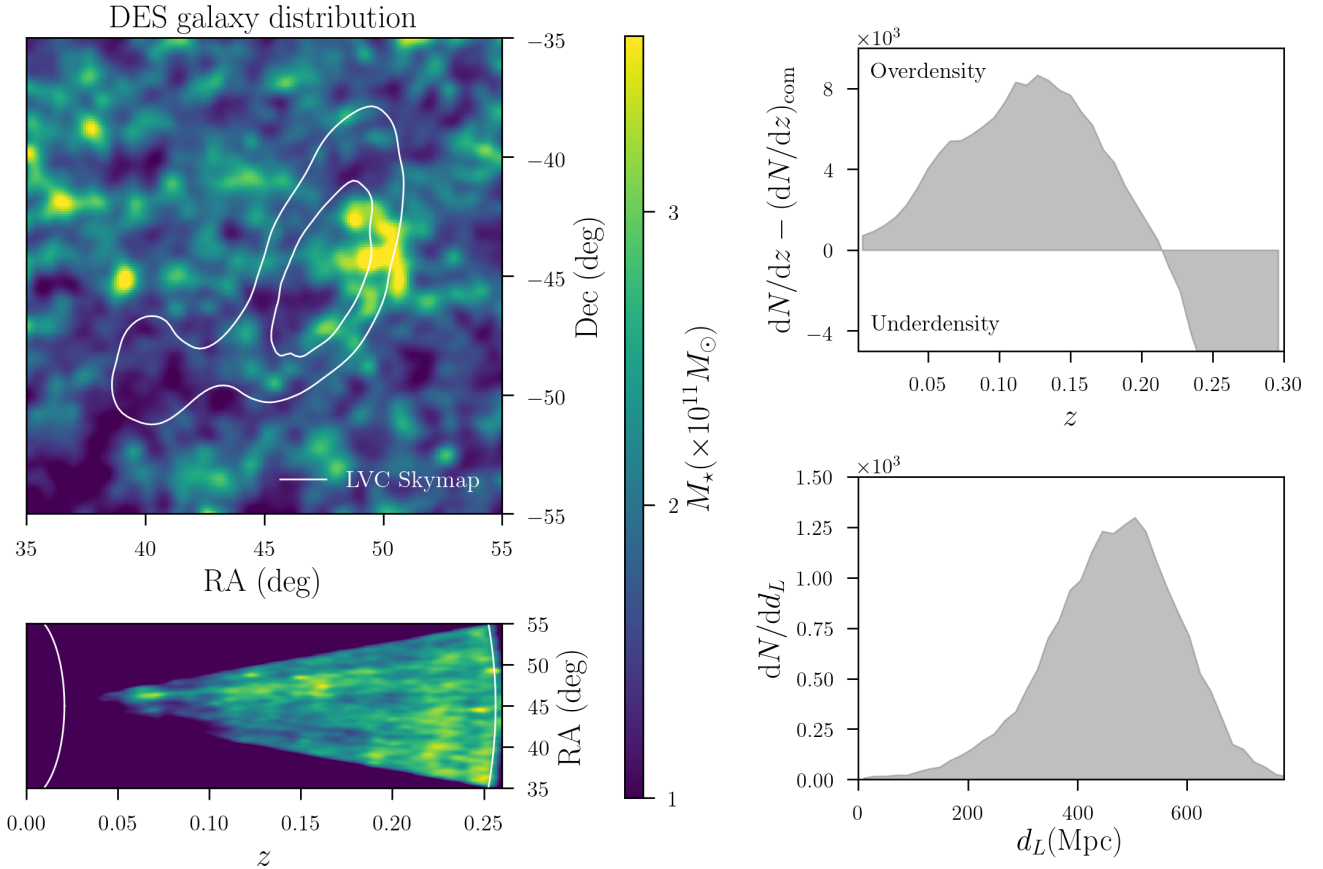 DES galaxy distribution
−35
−40
−45
−50
−55
Dec (deg)
LVC Skymap
35 40 45 50 55
RA (deg)
55
50
45
40
35
RA (deg)
0.00 0.05 0.10 0.15 0.20 0.25
z
3
2
1
M⋆(×10¹¹M⊙)
×10³
Overdensity
8
4
0
−4
Underdensity
dN/dz − (dN/dz)com
0.05 0.10 0.15 0.20 0.25 0.30
z
×10³
1.50
1.25
1.00
0.75
0.50
0.25
0.00
dN/ddL
0 200 400 600
dL(Mpc)